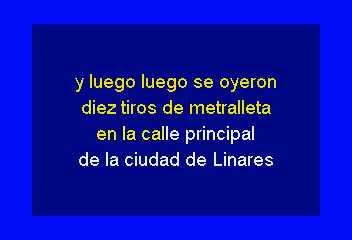 y luego luego se oyeron
diez tiros de metralleta
en la calle principal
de la ciudad de Linares